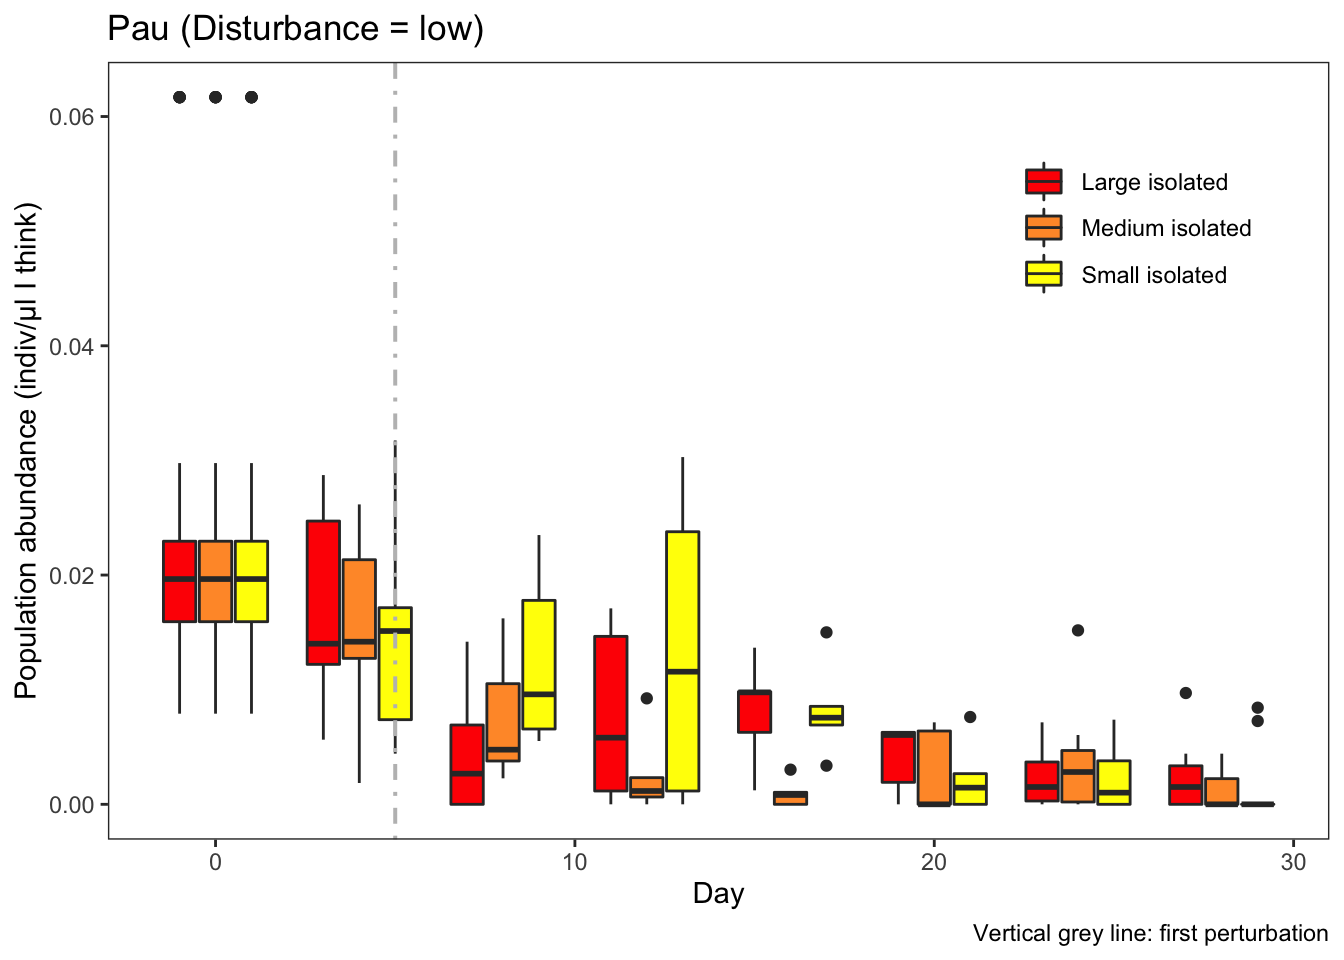 Pau (Disturbance = low)
Population abundance (indiv/µl I think)
0.06
0.04
0.02
0.00
Large isolated
Medium isolated
Small isolated
0 10 20 30
Day
Vertical grey line: first perturbation